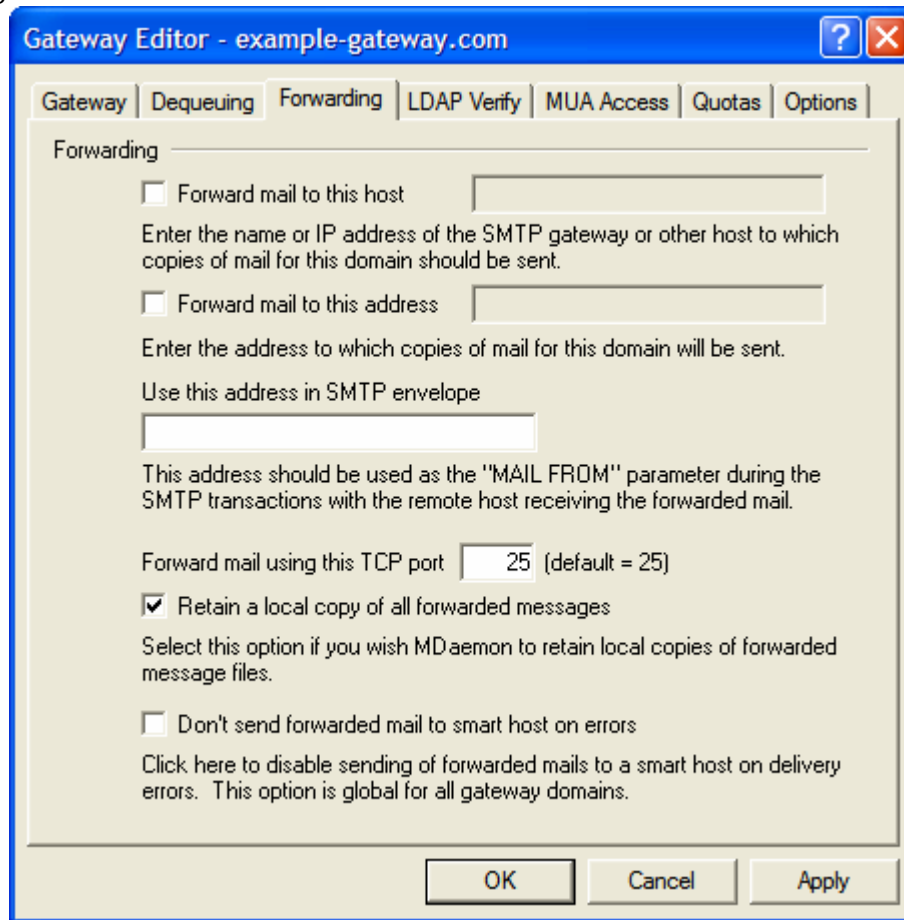 Gateway Editor - example-gateway.com
Gateway Dequeuing Forwarding LDAP Verify MUA Access Quotas Options
Forwarding
Forward mail to this host
Enter the name or IP address of the SMTP gateway or other host to which
copies of mail for this domain should be sent.
Forward mail to this address
Enter the address to which copies of mail for this domain will be sent.
Use this address in SMTP envelope
This address should be used as the "MAIL FROM" parameter during the
SMTP transactions with the remote host receiving the forwarded mail.
Forward mail using this TCP port 25 (default = 25)
Retain a local copy of all forwarded messages
Select this option if you wish MDaemon to retain local copies of forwarded
message files.
Don't send forwarded mail to smart host on errors
Click here to disable sending of forwarded mails to a smart host on delivery
errors. This option is global for all gateway domains.
OK Cancel Apply